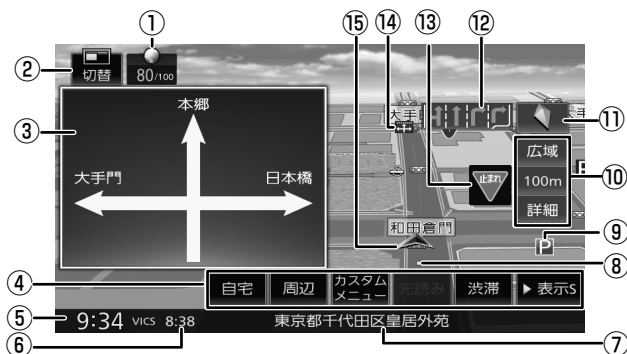 ①
⑮
⑭
⑬
⑫
②
切替
80/100
大手
⑪
③
本郷
止まれ
広域
大手門
日本橋
100m
⑩
詳細
和田倉門
P
⑨
⑧
④
自宅
周辺
カスタム
メニュー
先読み
渋滞
▶ 表示S
⑤
9:34
VICS 8:38
東京都千代田区皇居外苑
⑥
⑦